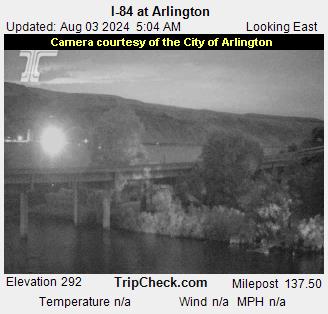 I-84 at Arlington
Updated: Aug 03 2024 5:04 AM Looking East
Camera courtesy of the City of Arlington
Elevation 292 TripCheck.com Milepost 137.50
Temperature n/a Wind n/a MPH n/a